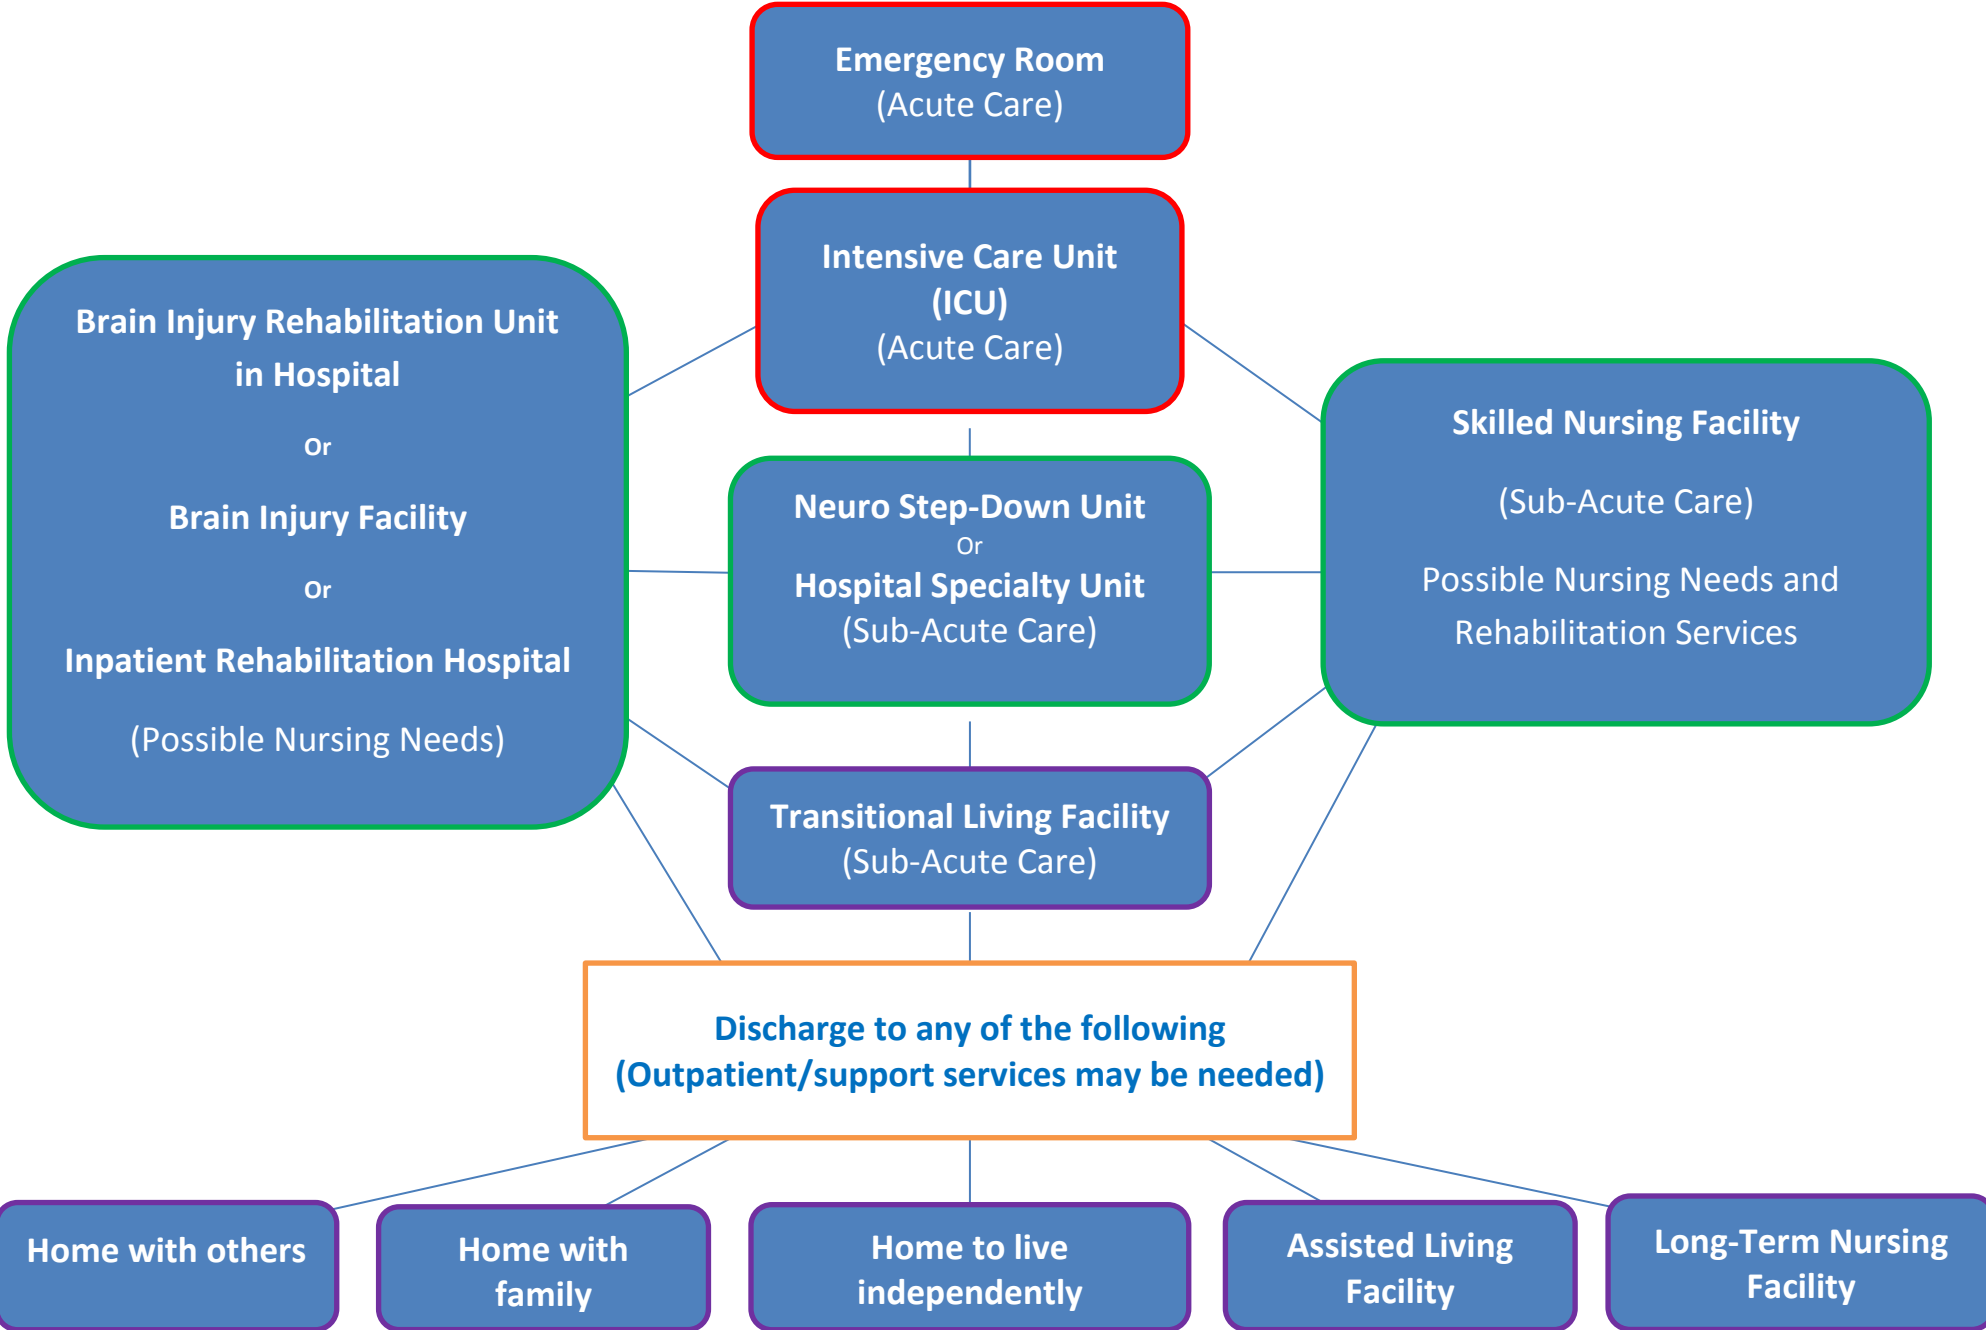 Emergency Room
(Acute Care)
Intensive Care Unit
(ICU)
(Acute Care)
Brain Injury Rehabilitation Unit
in Hospital
Or
Brain Injury Facility
Or
Inpatient Rehabilitation Hospital
(Possible Nursing Needs)
Neuro Step-Down Unit
Or
Hospital Specialty Unit
(Sub-Acute Care)
Skilled Nursing Facility
(Sub-Acute Care)
Possible Nursing Needs and
Rehabilitation Services
Transitional Living Facility
(Sub-Acute Care)
Discharge to any of the following
(Outpatient/support services may be needed)
Home with others
Home with
family
Home to live
independently
Assisted Living
Facility
Long-Term Nursing
Facility